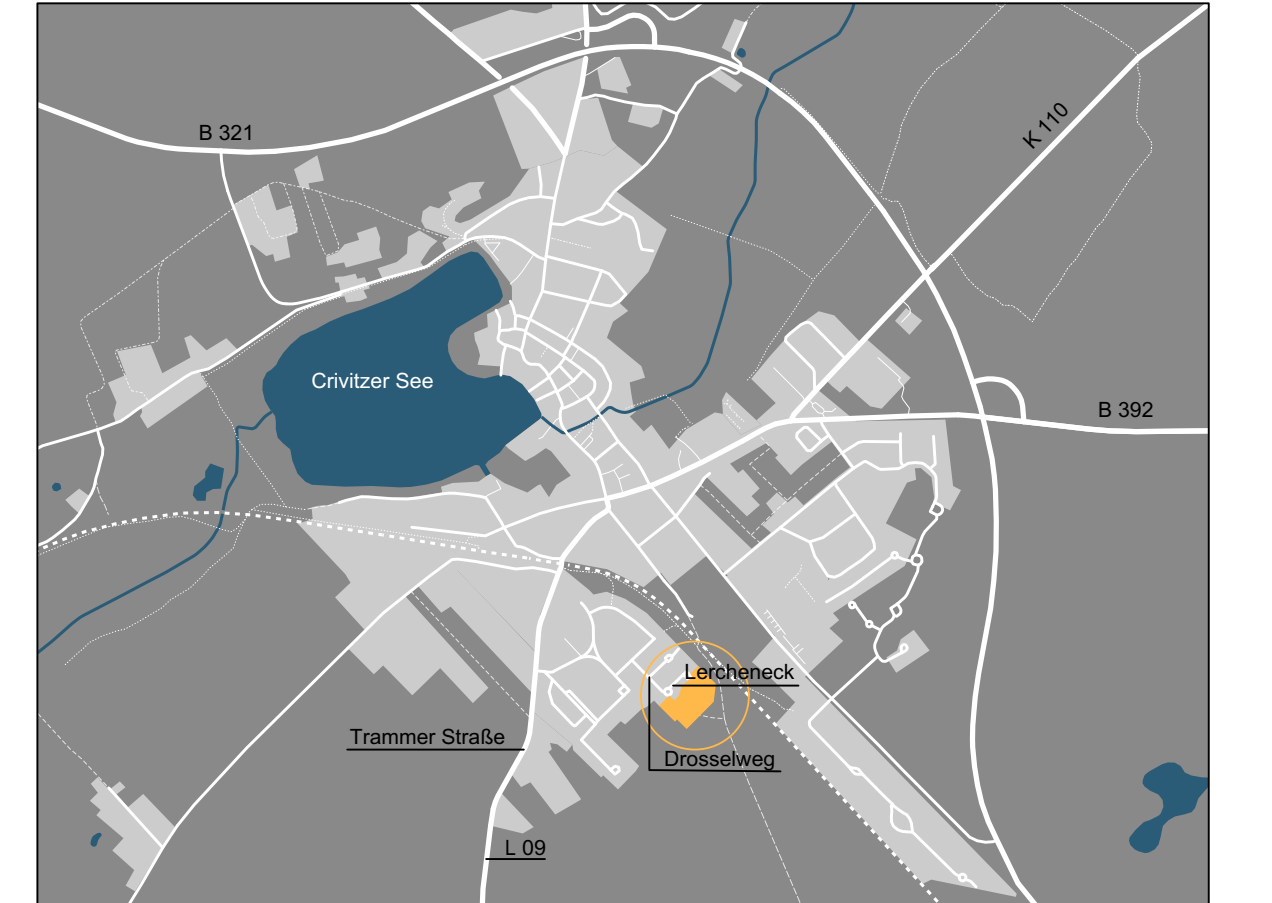 B 321
K 110
Crivitzer See
B 392
Lercheneck
Trammer Straße
Drosselweg
L 09